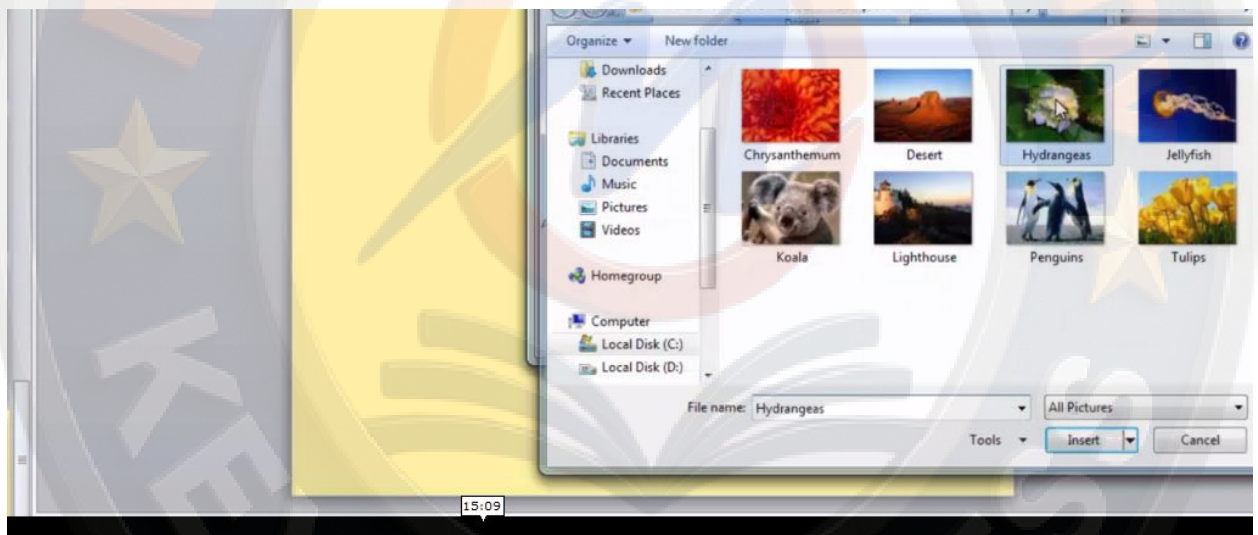 Organize New folder
Downloads
Recent Places
Libraries
Documents
Music
Pictures
Videos
Homegroup
Computer
Local Disk (C:)
Local Disk (D:)
Chrysanthemum Desert Hydrangeas Jellyfish
Koala Lighthouse Penguins Tulips
File name: Hydrangeas All Pictures
Tools Insert Cancel
15:09